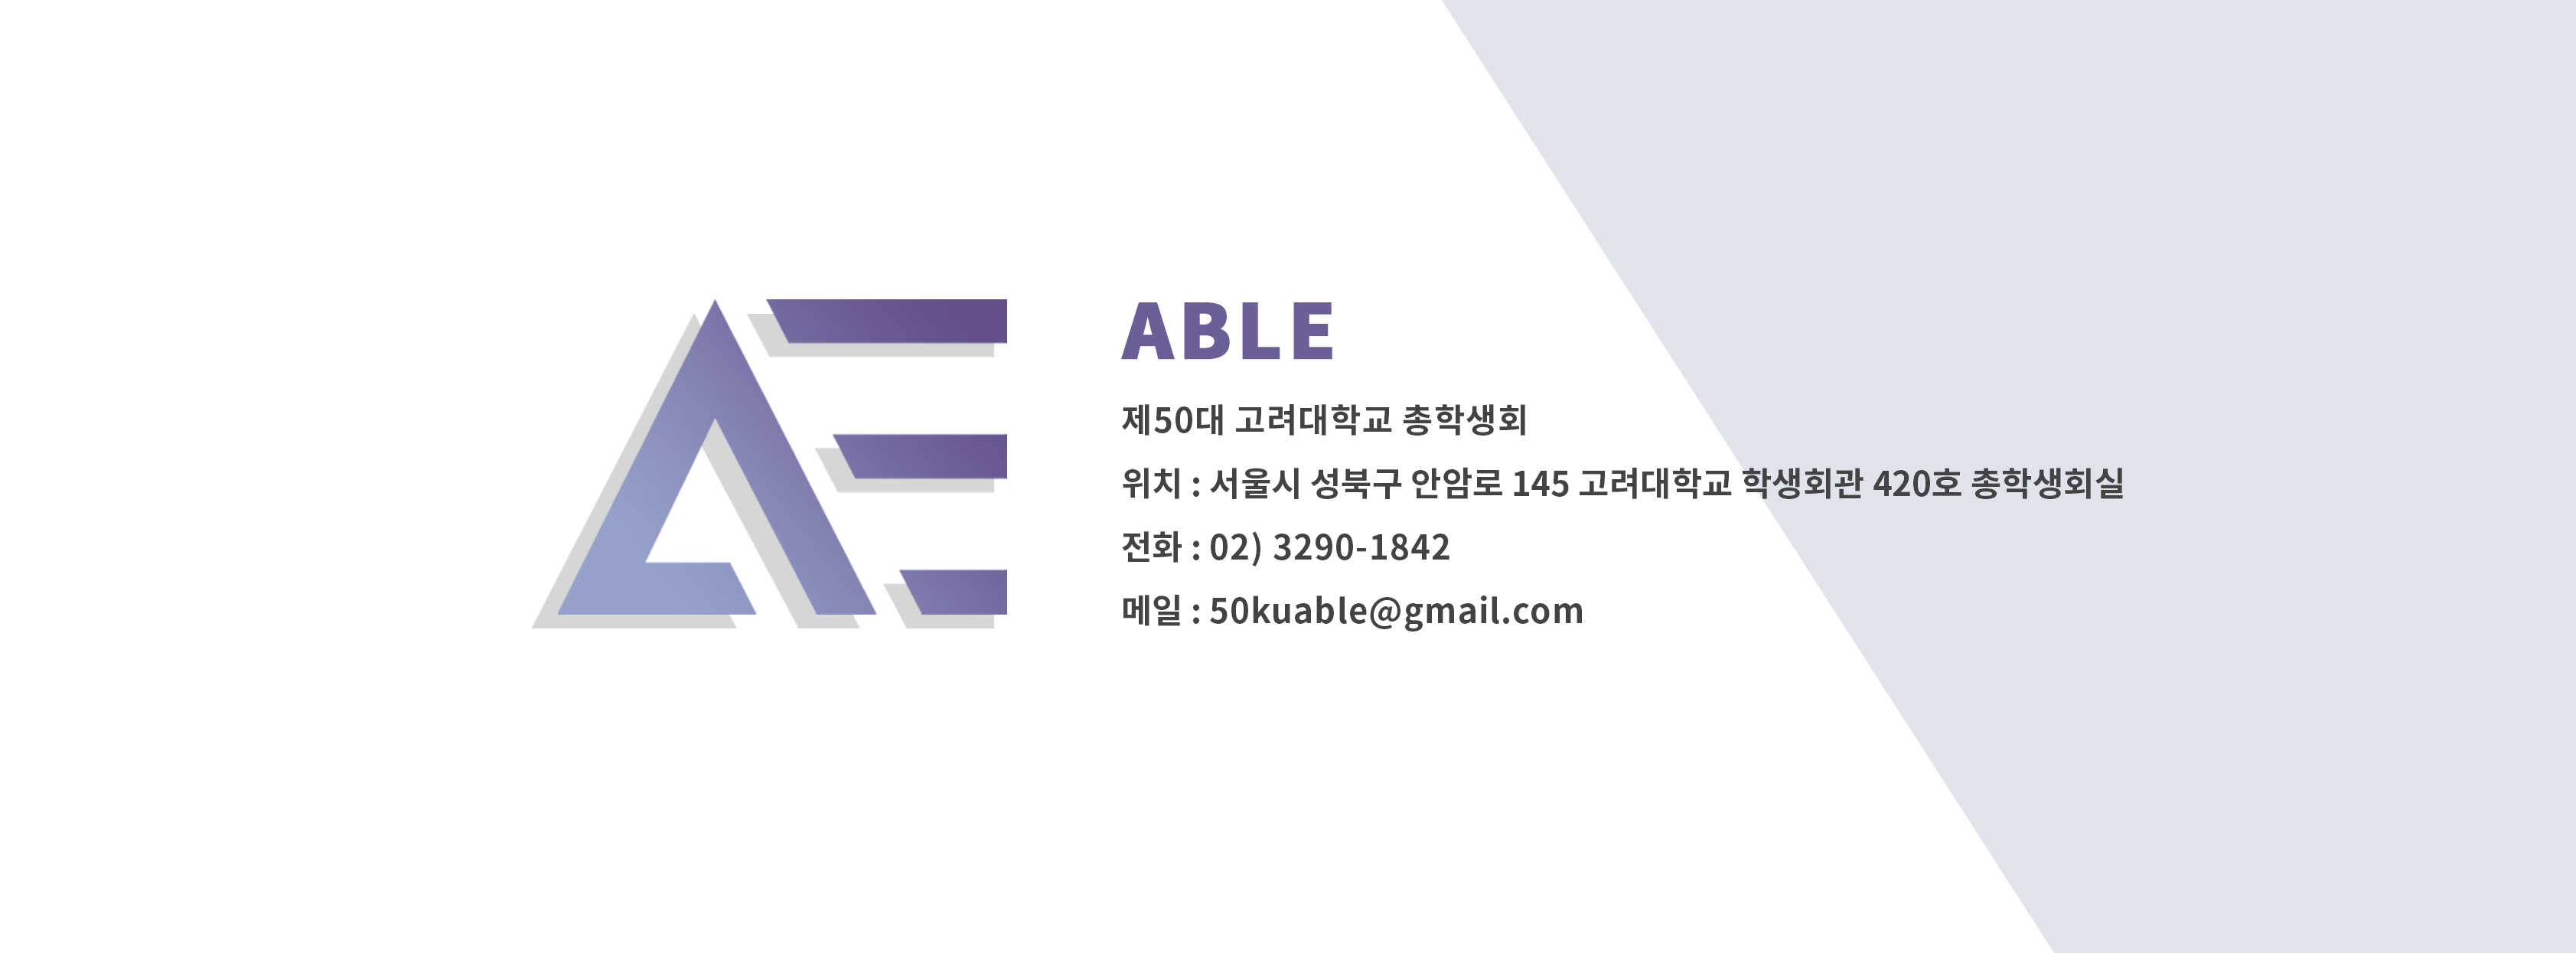 ABLE
제50대 고려대학교 총학생회
위치 : 서울시 성북구 안암로 145 고려대학교 학생회관 420호 총학생회실
전화 : 02) 3290-1842
메일 : 50kuable@gmail.com